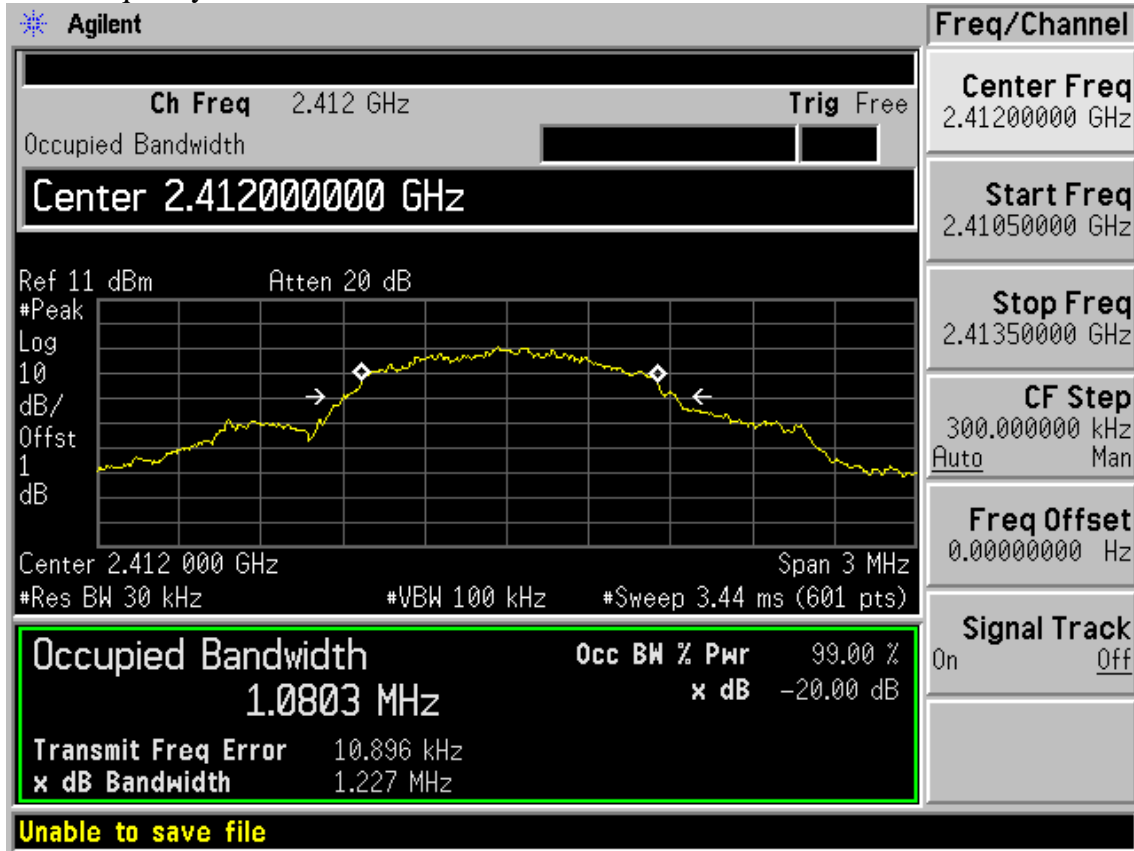 Agilent
Freq/Channel
Ch Freq 2.412 GHz
Trig Free
Occupied Bandwidth
Center 2.412000000 GHz
Ref 11 dBm
Atten 20 dB
#Peak
Log
10
dB/
Offst
1
dB
Center 2.412 000 GHz
Span 3 MHz
#Res BW 30 kHz
#VBW 100 kHz
#Sweep 3.44 ms (601 pts)
Occupied Bandwidth
1.0803 MHz
Occ BW % Pwr 99.00 %
x dB -20.00 dB
Transmit Freq Error 10.896 kHz
x dB Bandwidth 1.227 MHz
Unable to save file
Center Freq
2.41200000 GHz
Start Freq
2.41050000 GHz
Stop Freq
2.41350000 GHz
CF Step
300.000000 kHz
Auto Man
Freq Offset
0.00000000 Hz
Signal Track
On Off